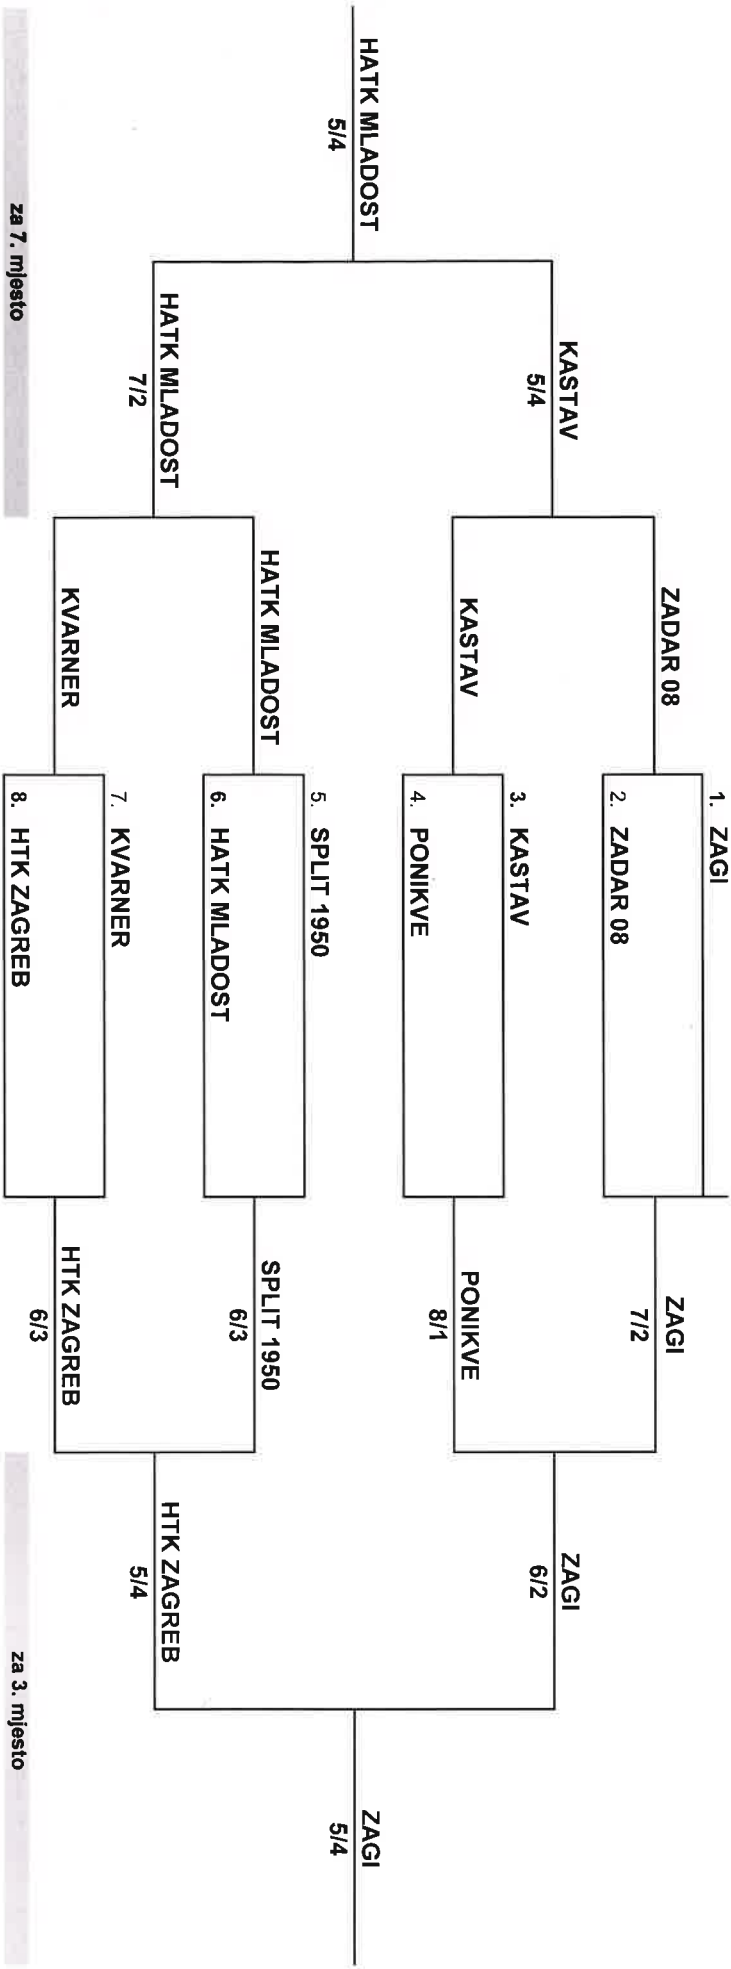 1. ZAGI
2. ZADAR 08
3. KASTAV
4. PONIKVE
5. SPLIT 1950
6. HATK MLADOST
7. KVARNER
8. HTK ZAGREB
ZAGI
7/2
PONIKVE
8/1
SPLIT 1950
6/3
HTK ZAGREB
6/3
ZAGI
6/2
HTK ZAGREB
5/4
ZAGI
5/4
ZADAR 08
KASTAV
HATK MLADOST
KVARNER
KASTAV
5/4
HATK MLADOST
7/2
HATK MLADOST
5/4
za 7. mjesto
za 3. mjesto